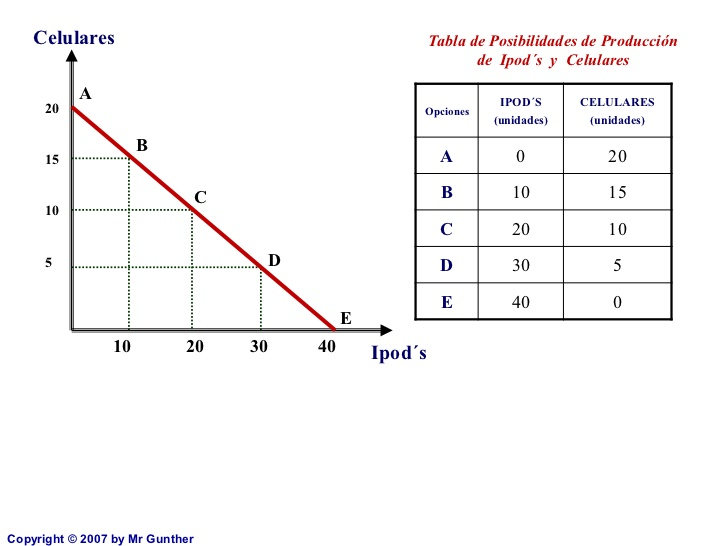 Celulares
20
A
15
B
10
C
5
D
E
10 20 30 40
Ipod´s
Tabla de Posibilidades de Producción
de Ipod´s y Celulares
Opciones IPOD´S (unidades) CELULARES (unidades)
A 0 20
B 10 15
C 20 10
D 30 5
E 40 0
Copyright © 2007 by Mr Gunther